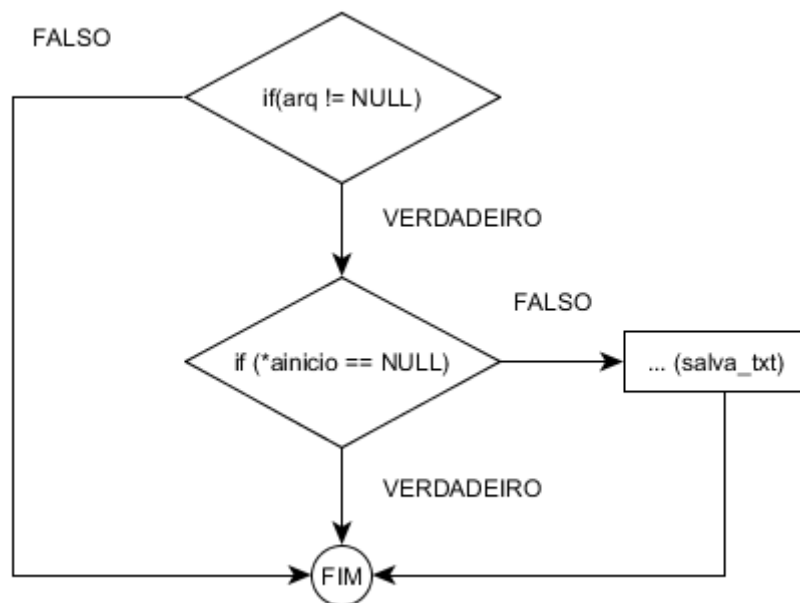 FALSO
if(arq != NULL)
VERDADEIRO
FALSO
if (*ainicio == NULL)
... (salva_txt)
VERDADEIRO
FIM